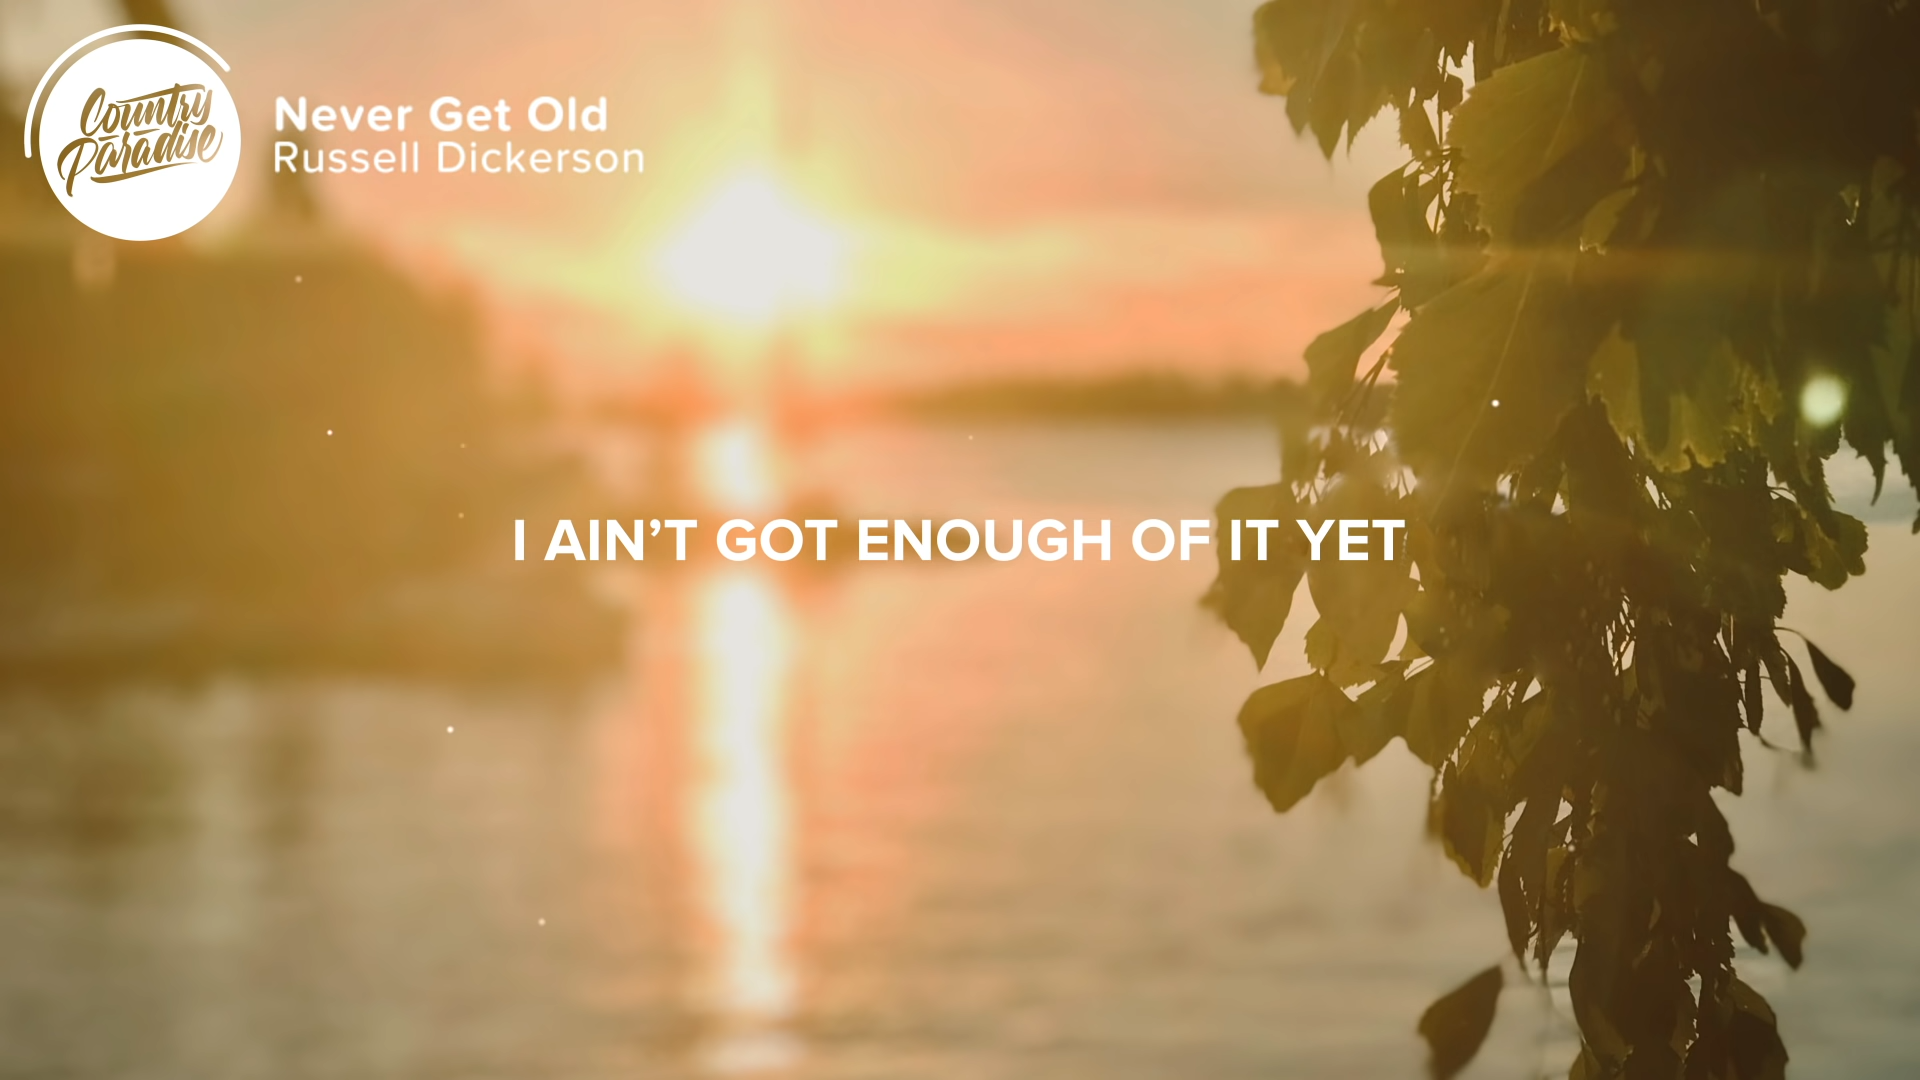 Country
Paradise
Never Get Old
Russell Dickerson
I AIN’T GOT ENOUGH OF IT YET